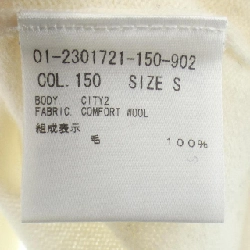 01-2301721-150-902
COL. 150 SIZE S
BODY CITY2
FABRIC. COMFORT WOOL
組成表示
毛 100%